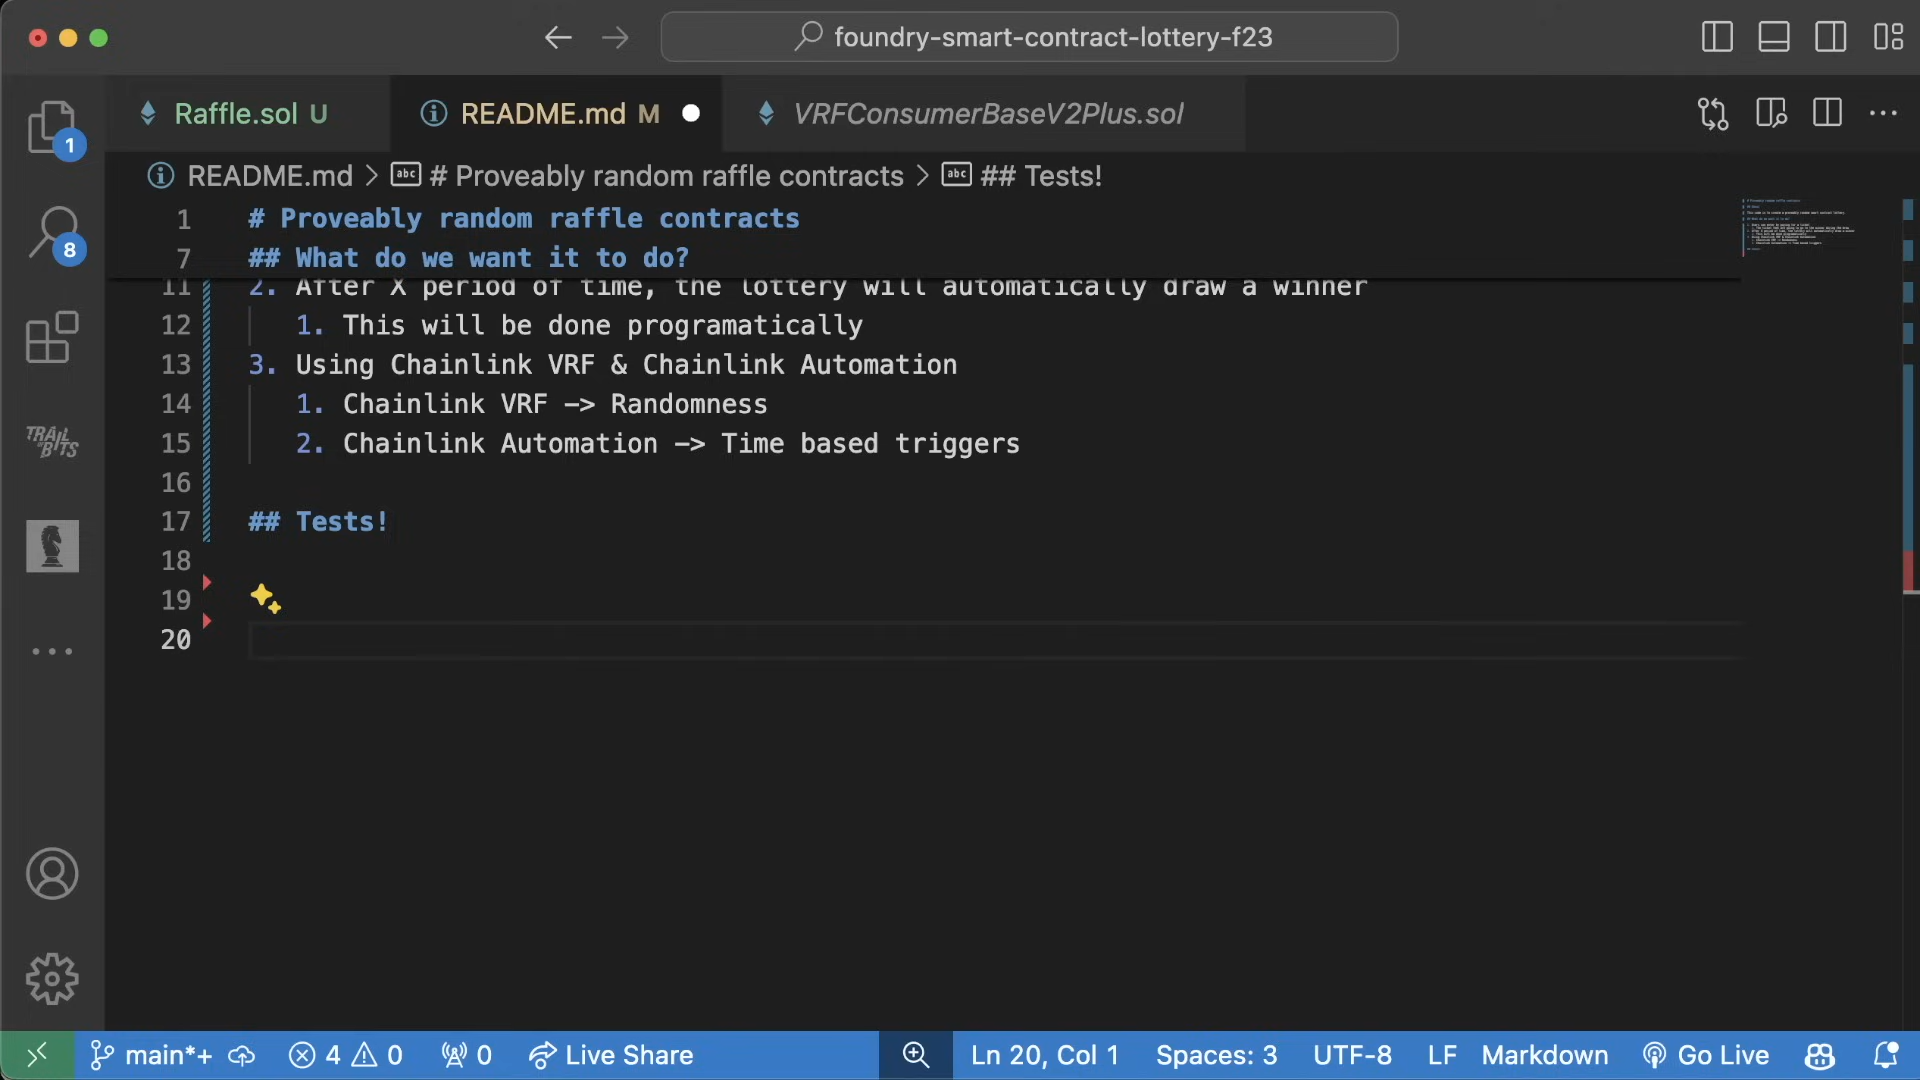 foundry-smart-contract-lottery-f23
Raffle.sol U
README.md M
VRFConsumerBaseV2Plus.sol
README.md > # Proveably random raffle contracts > ## Tests!
1 # Proveably random raffle contracts
7 ## What do we want it to do?
11 2. After X period of time, the lottery will automatically draw a winner
12 1. This will be done programatically
13 3. Using Chainlink VRF & Chainlink Automation
14 1. Chainlink VRF -> Randomness
15 2. Chainlink Automation -> Time based triggers
16
17 ## Tests!
18
19
20
1
8
TRAIL OF BITS
main*+ 4 0 0 Live Share Ln 20, Col 1 Spaces: 3 UTF-8 LF Markdown Go Live